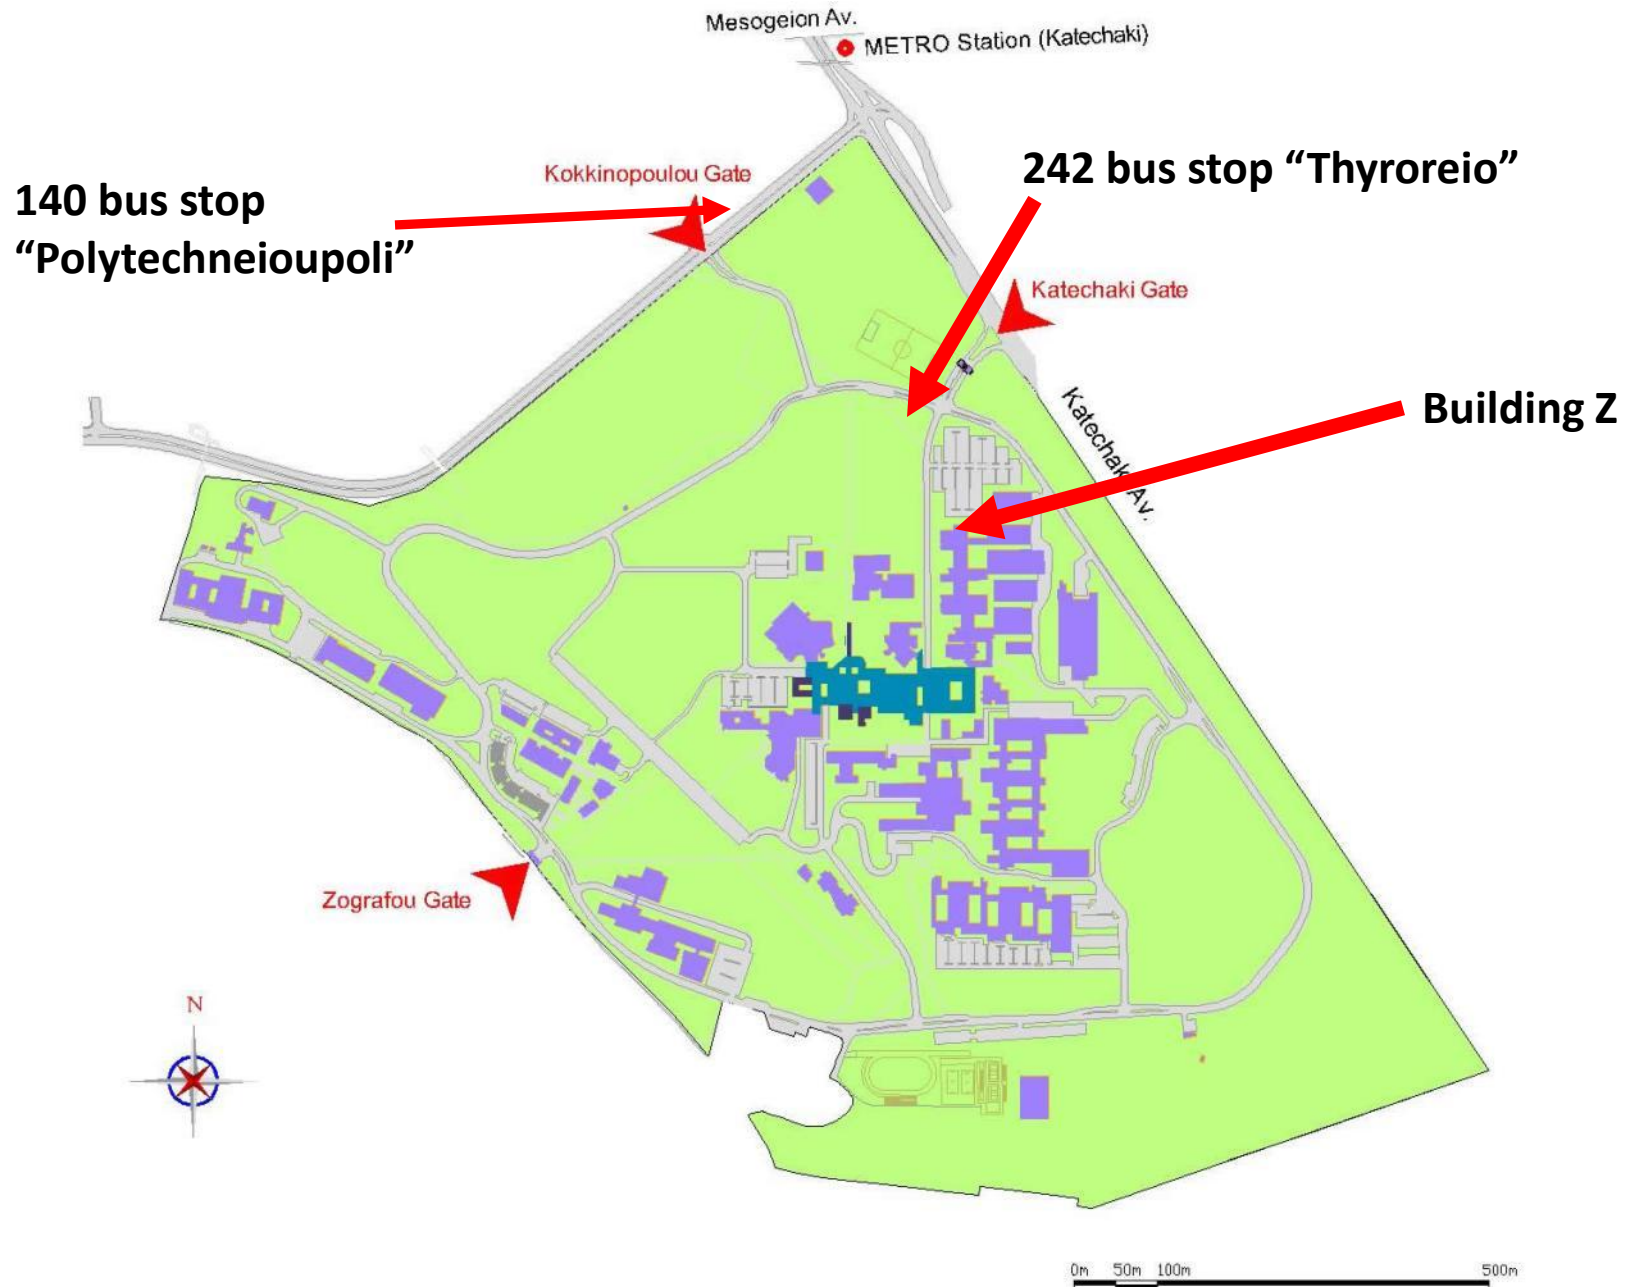 Mesogeion Av.
METRO Station (Katechaki)
242 bus stop “Thyroreio”
Kokkinopoulou Gate
140 bus stop
“Polytechneioupoli”
Katechaki Gate
Katechaki Av.
Building Z
Zografou Gate
N
0m 50m 100m 500m